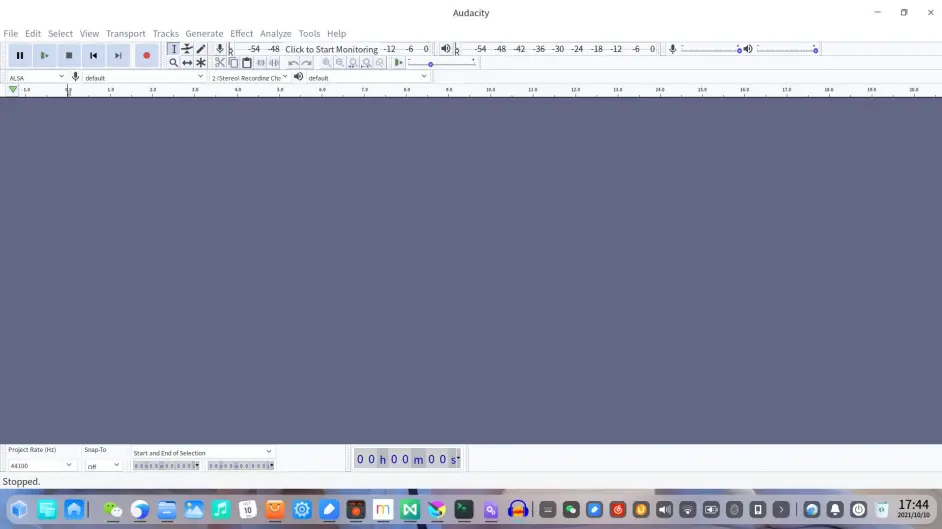 Audacity
File Edit Select View Transport Tracks Generate Effect Analyze Tools Help
-54 -48 Click to Start Monitoring -12 -6 0 -54 -48 -42 -36 -30 -24 -18 -12 -6 0
ALSA default 2 (Stereo) Recording Cha default
-1.0 0.0 1.0 2.0 3.0 4.0 5.0 6.0 7.0 8.0 9.0 10.0 11.0 12.0 13.0 14.0 15.0 16.0 17.0 18.0 19.0 20.0
Project Rate (Hz) Snap-To Start and End of Selection
44100 Off
00h00m00s
Stopped.
10
17:44
2021/10/10